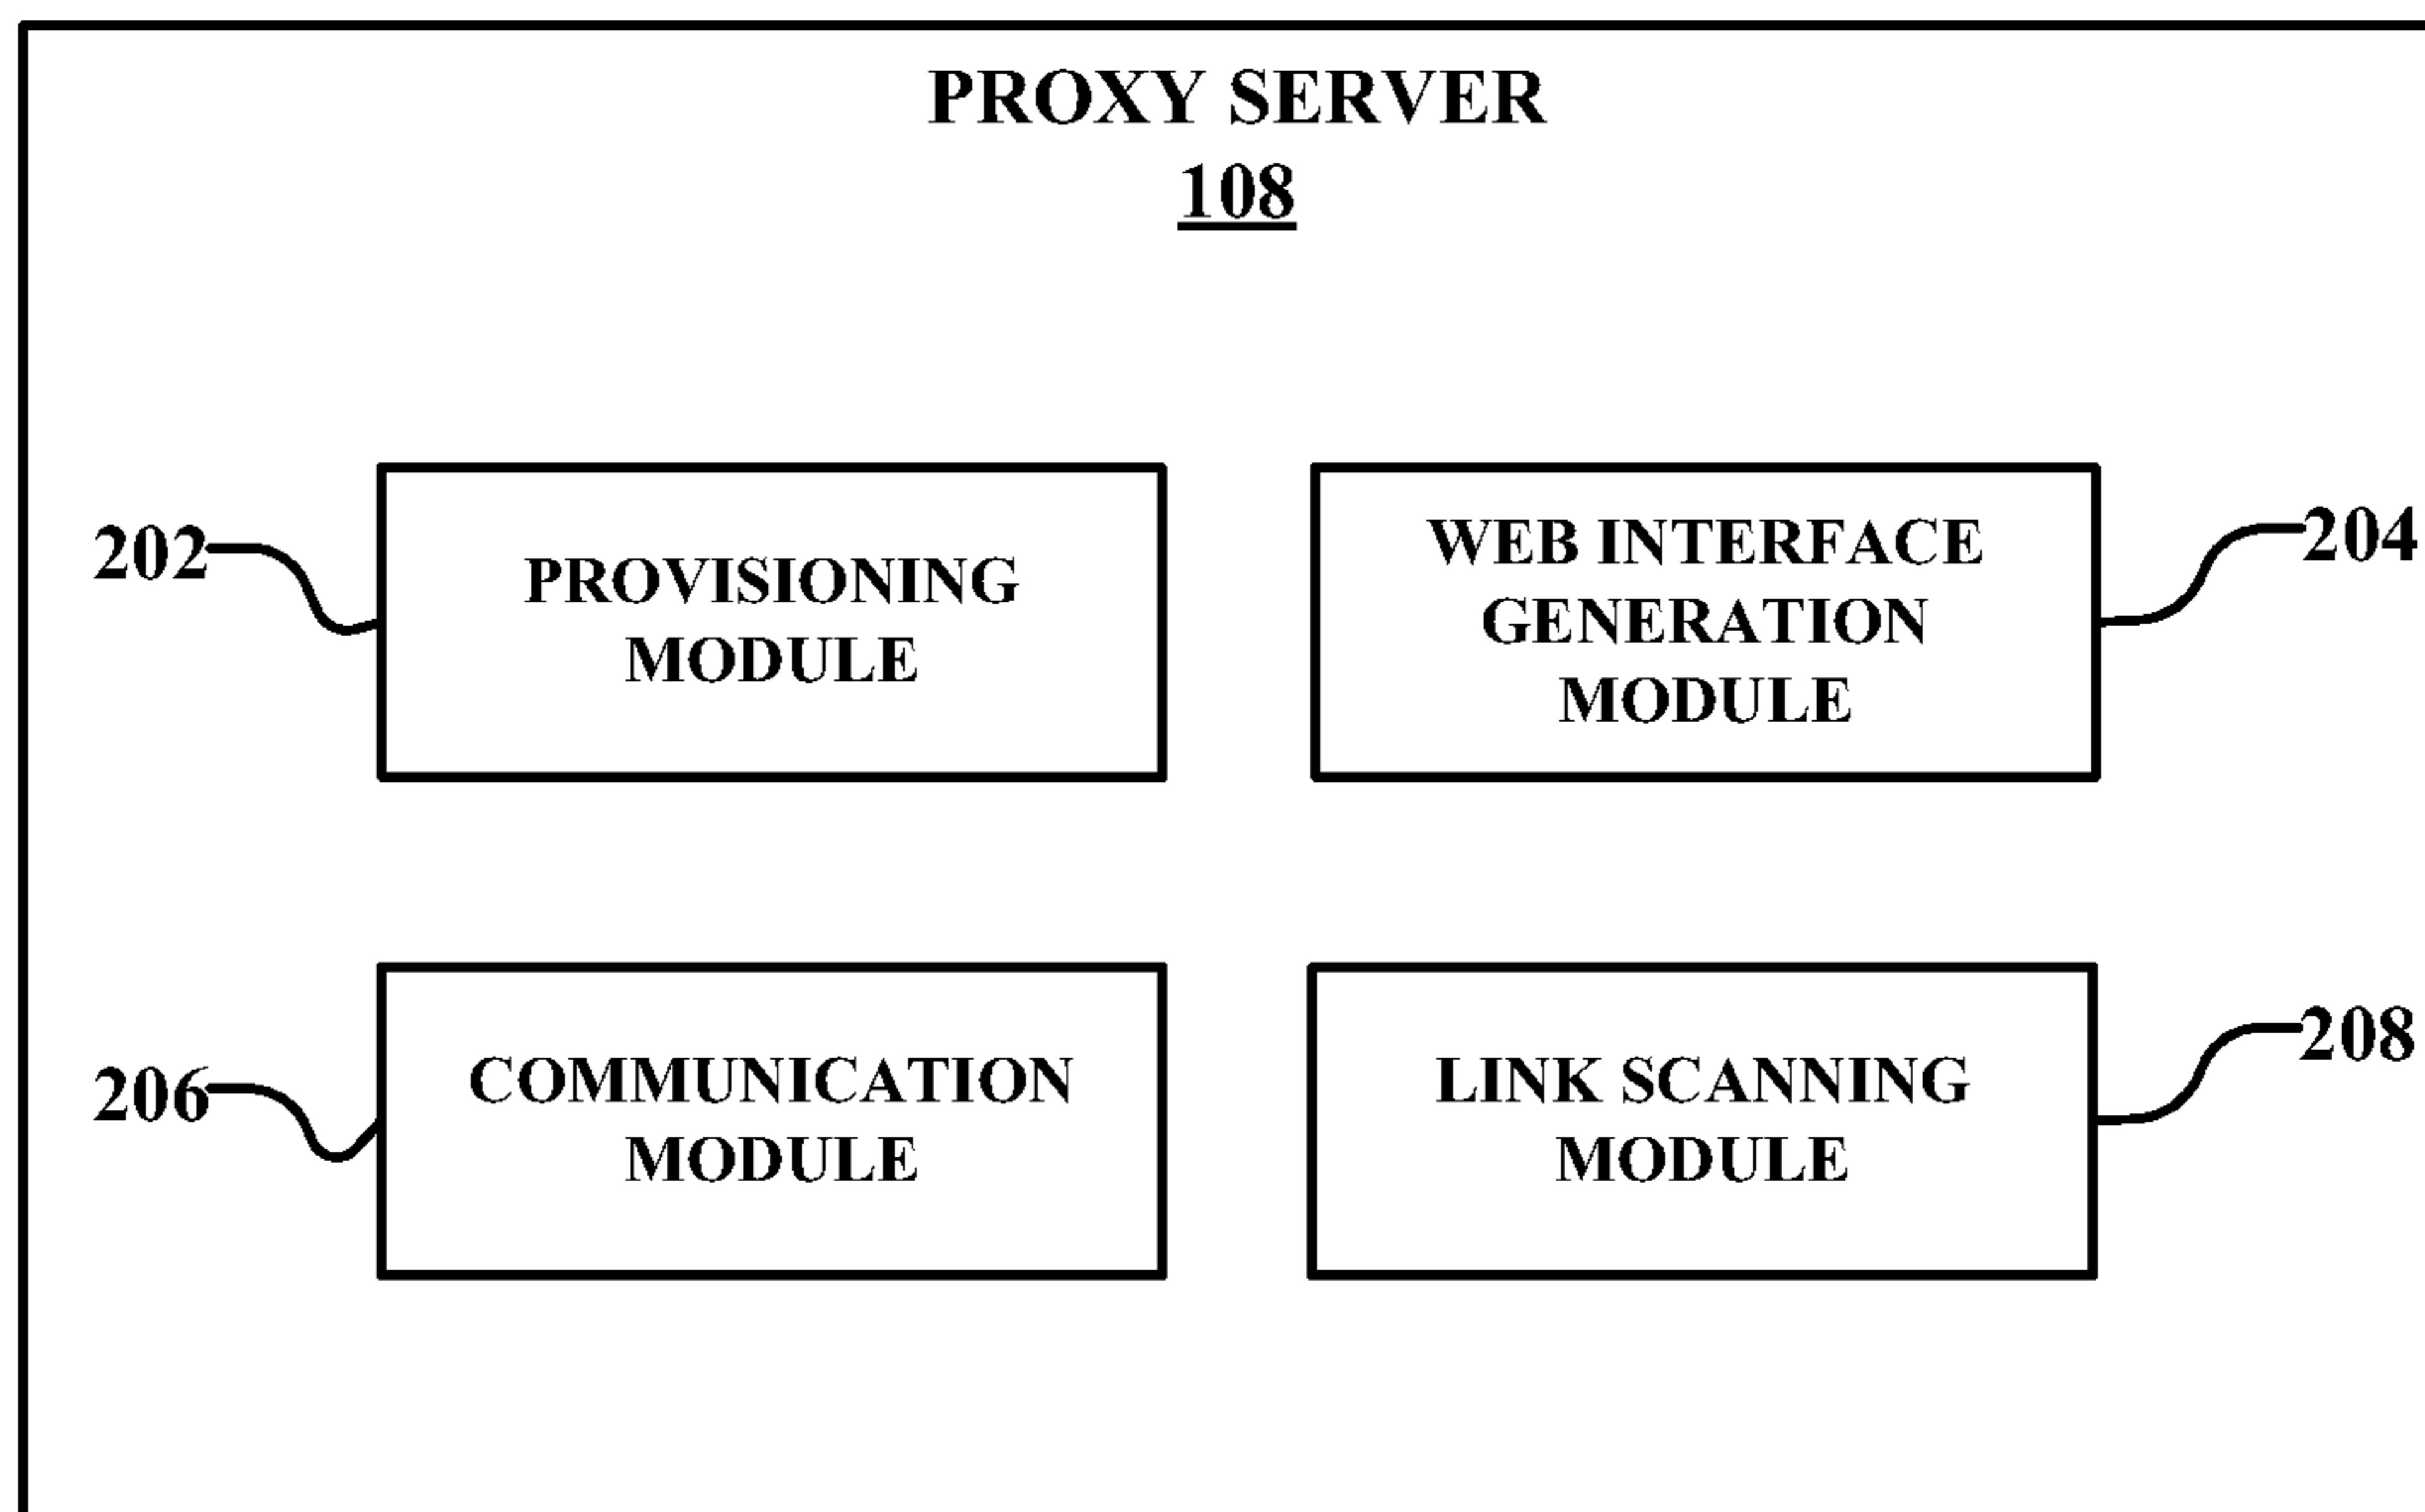 PROXY SERVER
108
202
PROVISIONING
MODULE
WEB INTERFACE
GENERATION
MODULE
204
206
COMMUNICATION
MODULE
LINK SCANNING
MODULE
208